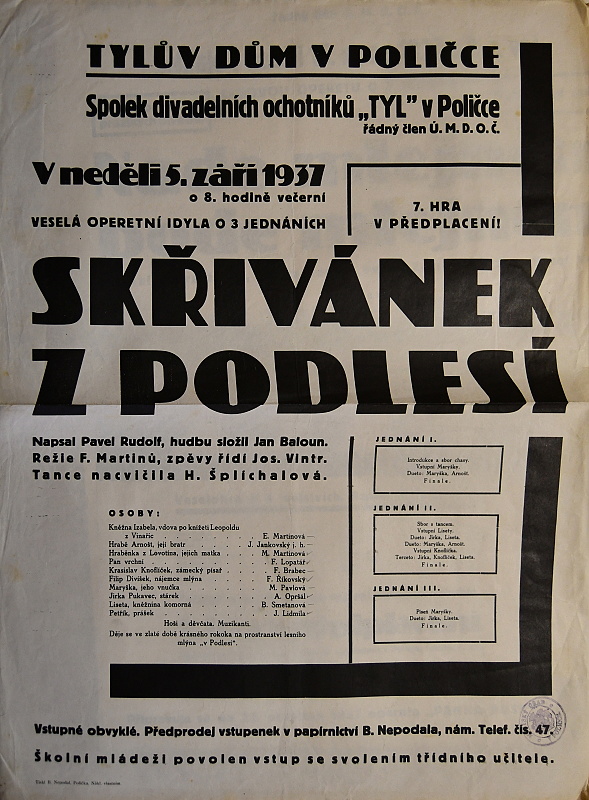 TYLŮV DŮM V POLIČCE
Spolek divadelních ochotníků „TYL" v Poličce
řádný člen Ú. M. D. O. Č.
V neděli 5. září 1937
o 8. hodině večerní
VESELÁ OPERETNÍ IDYLA O 3 JEDNÁNÍCH
7. HRA
V PŘEDPLACENÍ!
SKŘIVÁNEK
Z PODLESÍ
Napsal Pavel Rudolf, hudbu složil Jan Baloun.
Režie F. Martinů, zpěvy řídí Jos. Vintr.
Tance nacvičila H. Šplíchalová.
OSOBY:
Kněžna Izabela, vdova po knížeti Leopoldu
z Vinařic . . . . . . . E. Martinová
Hrabě Arnošt, její bratr . . . . . J. Jankovský j. h.
Hraběnka z Lovotína, jejich matka . . . M. Martinová
Pan vrchní . . . . . . . F. Lopatář
Krasislav Knoflíček, zámecký písař . . . F. Brabec
Filip Divíšek, nájemce mlýna . . . . F. Říkovský
Maryška, jeho vnučka . . . . . M. Pavlová
Jirka Pukavec, stárek . . . . . A. Opršál
Liseta, kněžnina komorná . . . . B. Smetanová
Petřík, prášek . . . . . . J. Lidmila
Hoši a děvčata. Muzikanti.
Děje se ve zlaté době krásného rokoka na prostranství lesního
mlýna „v Podlesí".
JEDNÁNÍ I.
Introdukce a sbor chasy.
Vstupní Maryšky.
Dueto: Maryška, Arnošt.
Finale.
JEDNÁNÍ II.
Sbor s tancem.
Vstupní Lisety.
Dueto: Jirka, Liseta.
Dueto: Maryška, Arnošt.
Vstupní Knoflíčka.
Terceto: Jirka, Knoflíček, Liseta.
Finale.
JEDNÁNÍ III.
Píseň Maryšky.
Dueto: Jirka, Liseta.
Finale.
Vstupné obvyklé. Předprodej vstupenek v papírnictví B. Nepodala, nám. Telef. čís. 47.
Školní mládeži povolen vstup se svolením třídního učitele.